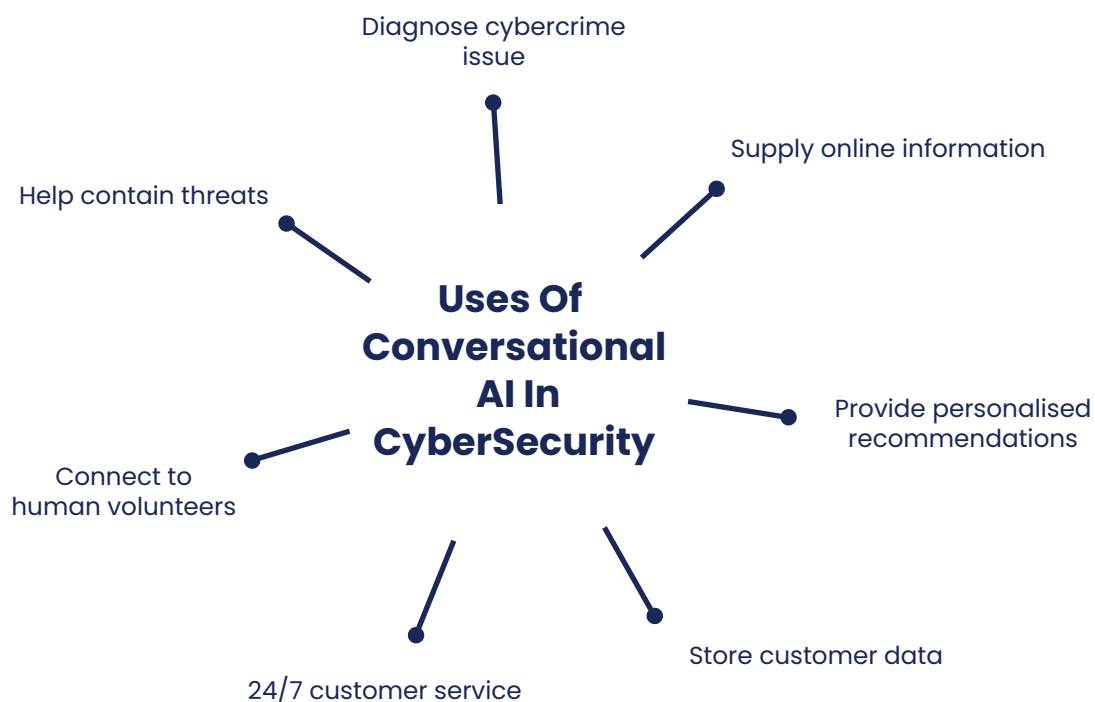 Diagnose cybercrime
issue
Supply online information
Help contain threats
Uses Of
Conversational
AI In
CyberSecurity
Provide personalised
recommendations
Connect to
human volunteers
Store customer data
24/7 customer service